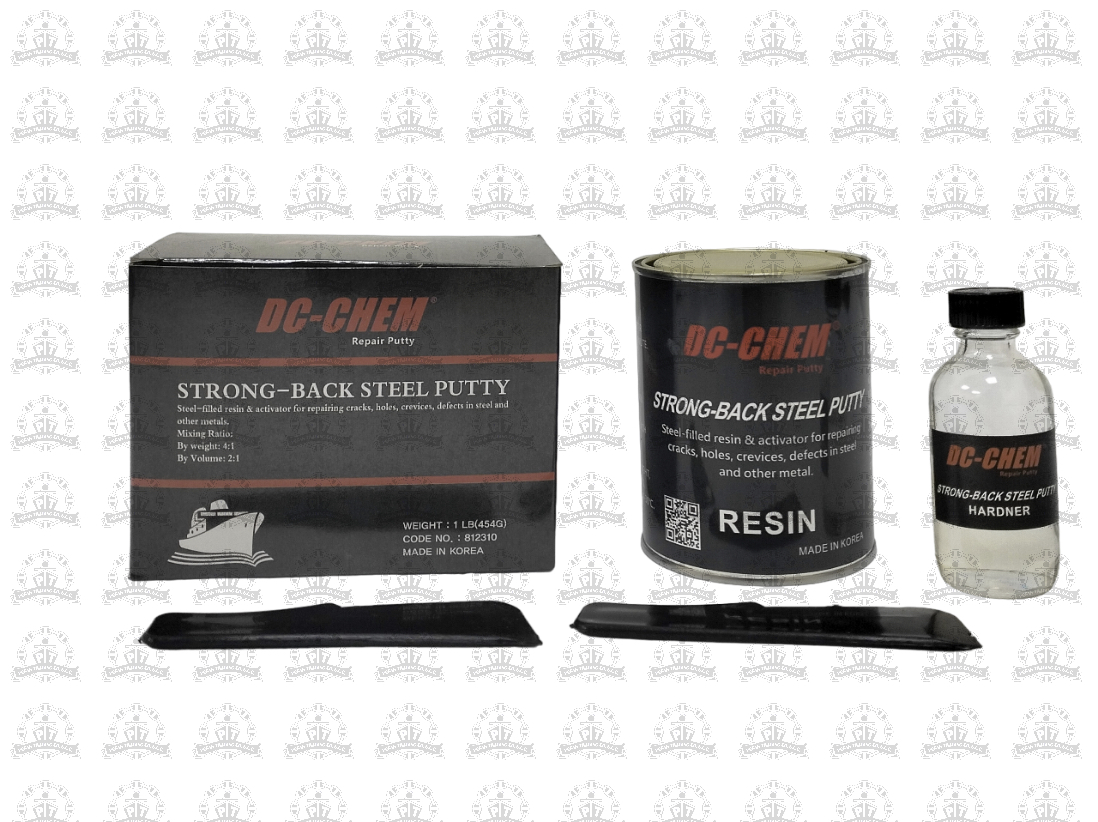 DC-CHEM®
Repair Putty
STRONG-BACK STEEL PUTTY
Steel-filled resin & activator for repairing cracks, holes, crevices, defects in steel and
other metals.
Mixing Ratio:
By weight: 4:1
By Volume: 2:1
WEIGHT : 1 LB(454G)
CODE NO. : 812310
MADE IN KOREA
DC-CHEM
Repair Putty
STRONG-BACK STEEL PUTTY
Steel-filled resin & activator for repairing
cracks, holes, crevices, defects in steel
and other metal.
RESIN
MADE IN KOREA
DC-CHEM
Repair Putty
STRONG-BACK STEEL PUTTY
HARDNER